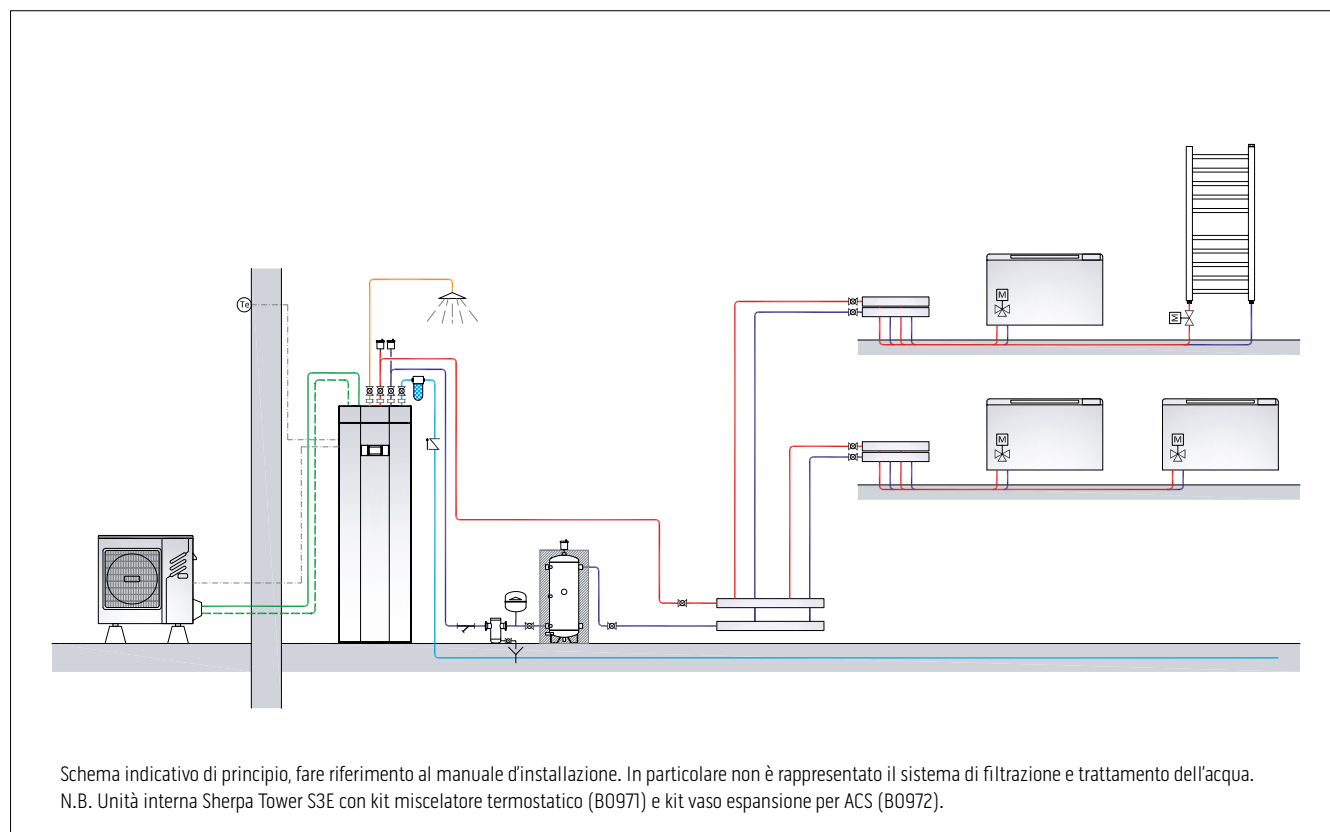 M
M
Te
M
M
Schema indicativo di principio, fare riferimento al manuale d'installazione. In particolare non è rappresentato il sistema di filtrazione e trattamento dell'acqua.
N.B. Unità interna Sherpa Tower S3E con kit miscelatore termostatico (B0971) e kit vaso espansione per ACS (B0972).